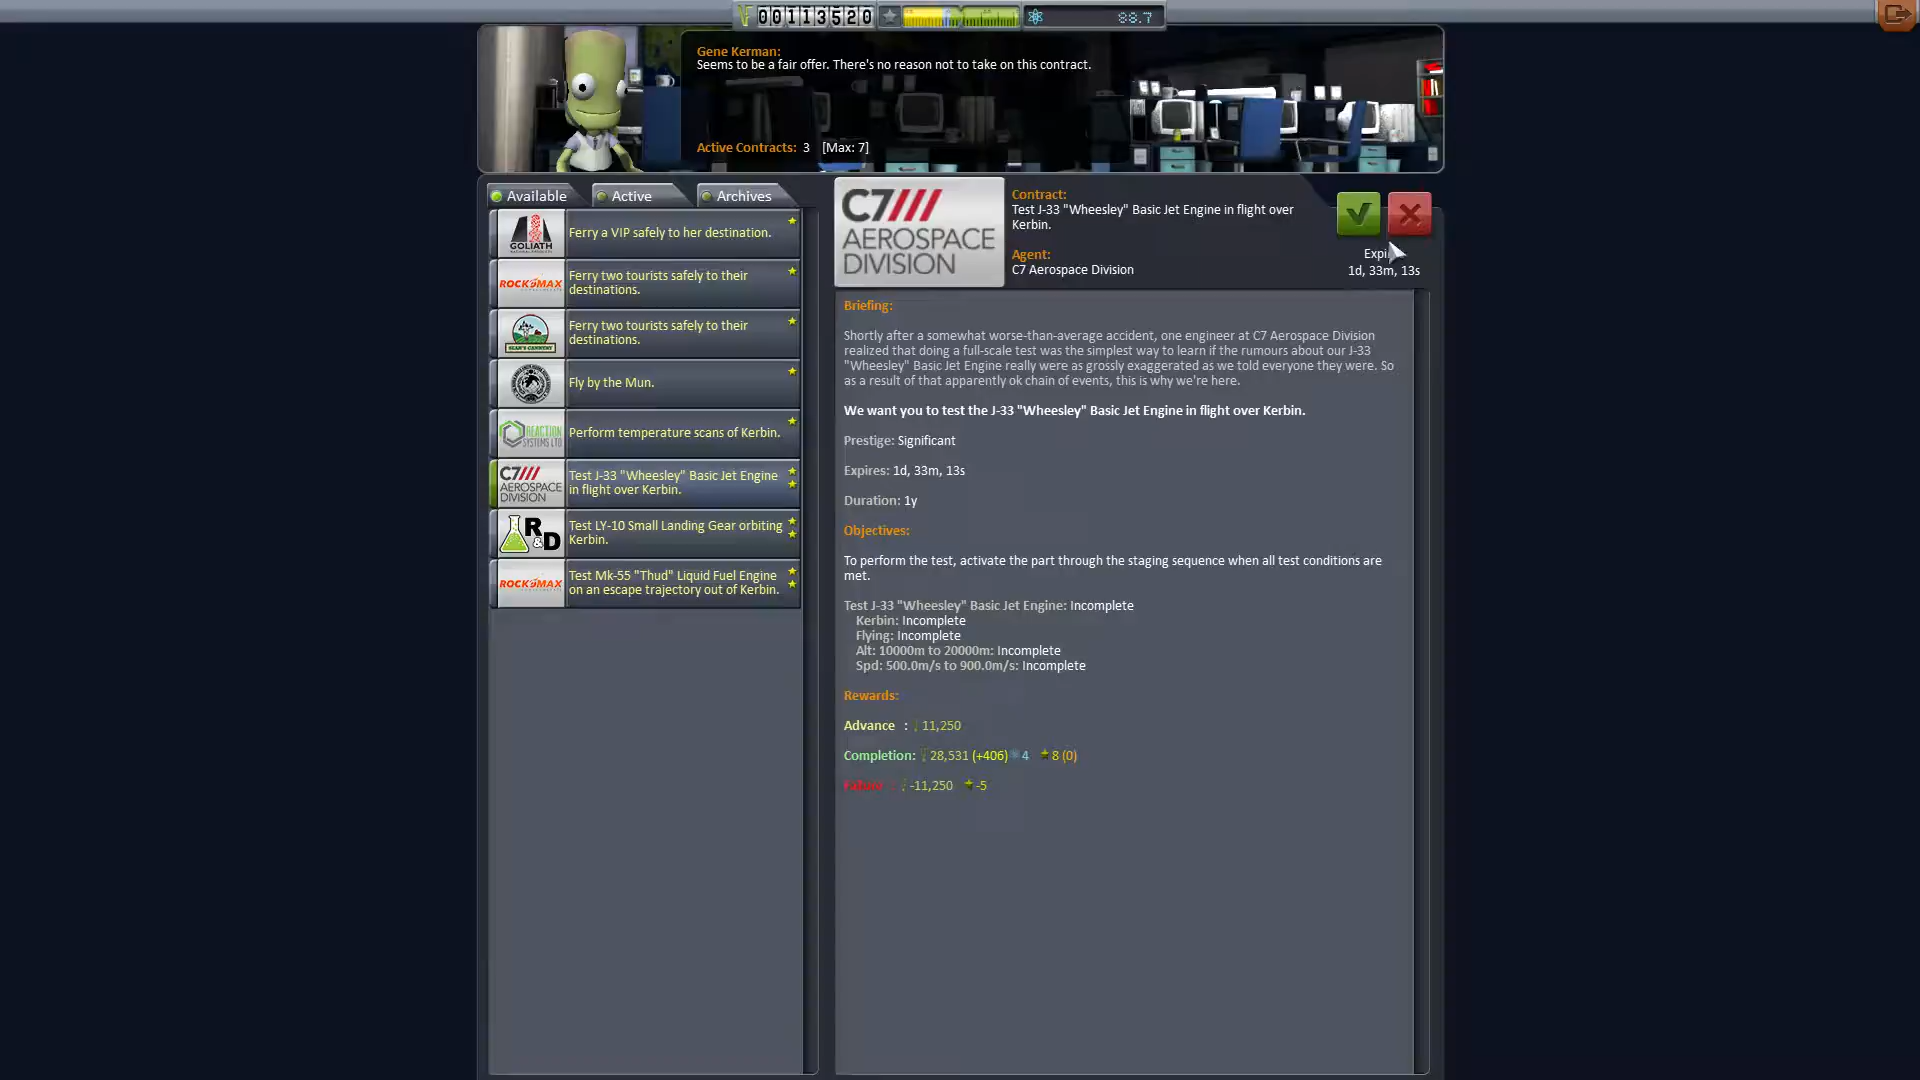 00113520
88.7
Gene Kerman:
Seems to be a fair offer. There's no reason not to take on this contract.
Active Contracts: 3 [Max: 7]
Available
Active
Archives
GOLIATH
Ferry a VIP safely to her destination.
ROCKOMAX
Ferry two tourists safely to their
destinations.
SEAN'S CANNERY
Ferry two tourists safely to their
destinations.
Fly by the Mun.
REACTION
SYSTEMS LTD
Perform temperature scans of Kerbin.
C7
AEROSPACE
DIVISION
Test J-33 "Wheesley" Basic Jet Engine
in flight over Kerbin.
R&D
Test LY-10 Small Landing Gear orbiting
Kerbin.
ROCKOMAX
Test Mk-55 "Thud" Liquid Fuel Engine
on an escape trajectory out of Kerbin.
C7
AEROSPACE
DIVISION
Contract:
Test J-33 "Wheesley" Basic Jet Engine in flight over
Kerbin.
Agent:
C7 Aerospace Division
1d, 33m, 13s
Briefing:
Shortly after a somewhat worse-than-average accident, one engineer at C7 Aerospace Division
realized that doing a full-scale test was the simplest way to learn if the rumours about our J-33
"Wheesley" Basic Jet Engine really were as grossly exaggerated as we told everyone they were. So
as a result of that apparently ok chain of events, this is why we're here.
We want you to test the J-33 "Wheesley" Basic Jet Engine in flight over Kerbin.
Prestige: Significant
Expires: 1d, 33m, 13s
Duration: 1y
Objectives:
To perform the test, activate the part through the staging sequence when all test conditions are
met.
Test J-33 "Wheesley" Basic Jet Engine: Incomplete
Kerbin: Incomplete
Flying: Incomplete
Alt: 10000m to 20000m: Incomplete
Spd: 500.0m/s to 900.0m/s: Incomplete
Rewards:
Advance : 11,250
Completion: 28,531 (+406) 4 8 (0)
Failure : -11,250 -5